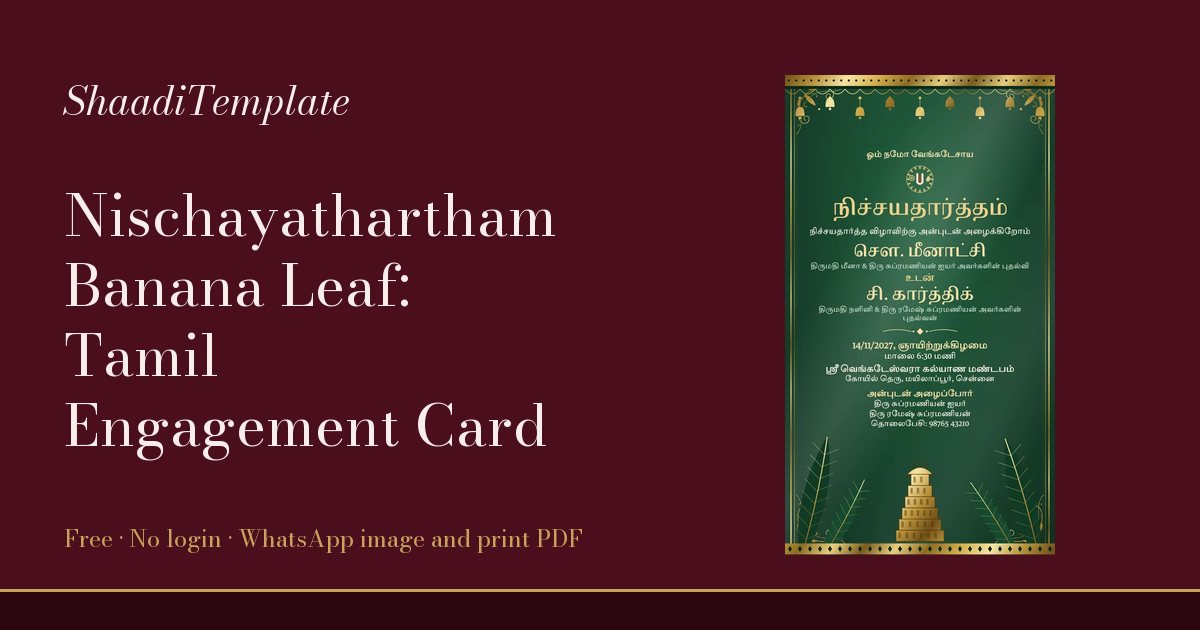 ShaadiTemplate
Nischayathartham
Banana Leaf:
Tamil
Engagement Card
Free · No login · WhatsApp image and print PDF
ஓம் நமோ வேங்கடேசாய
நிச்சயதார்த்தம்
நிச்சயதார்த்த விழாவிற்கு அன்புடன் அழைக்கிறோம்
சௌ. மீனாட்சி
திருமதி மீனா & திரு சுப்ரமணியன் ஐயர் அவர்களின் புதல்வி
உடன்
சி. கார்த்திக்
திருமதி நளினி & திரு ரமேஷ் சுப்ரமணியன் அவர்களின்
புதல்வன்
14/11/2027, ஞாயிற்றுக்கிழமை
மாலை 6:30 மணி
ஸ்ரீ வெங்கடேஸ்வரா கல்யாண மண்டபம்
கோயில் தெரு, மயிலாப்பூர், சென்னை
அன்புடன் அழைப்போர்
திரு சுப்ரமணியன் ஐயர்
திரு ரமேஷ் சுப்ரமணியன்
தொலைபேசி: 98765 43210